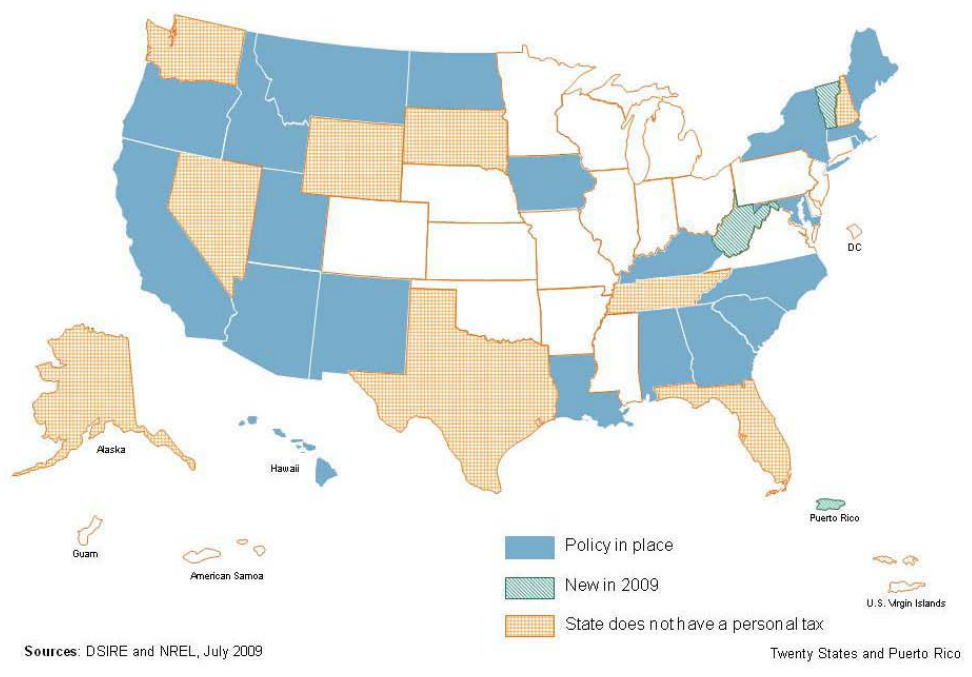 DC
Alaska
Hawaii
Puerto Rico
Guam
American Samoa
U.S. Virgin Islands
Policy in place
New in 2009
State does not have a personal tax
Sources: DSIRE and NREL, July 2009
Twenty States and Puerto Rico